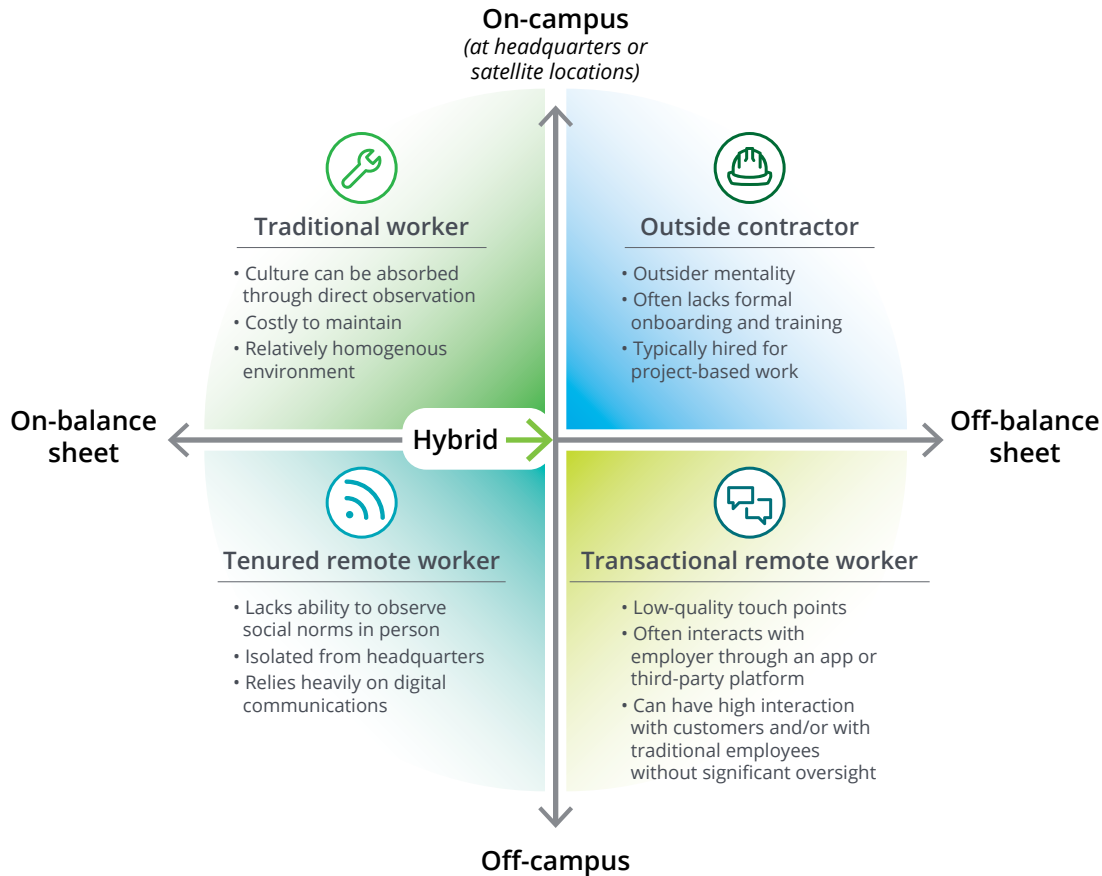 On-campus
(at headquarters or
satellite locations)
Traditional worker
• Culture can be absorbed
through direct observation
• Costly to maintain
• Relatively homogenous
environment
Outside contractor
• Outsider mentality
• Often lacks formal
onboarding and training
• Typically hired for
project-based work
On-balance
sheet
Hybrid
Off-balance
sheet
Tenured remote worker
• Lacks ability to observe
social norms in person
• Isolated from headquarters
• Relies heavily on digital
communications
Transactional remote worker
• Low-quality touch points
• Often interacts with
employer through an app or
third-party platform
• Can have high interaction
with customers and/or with
traditional employees
without significant oversight
Off-campus